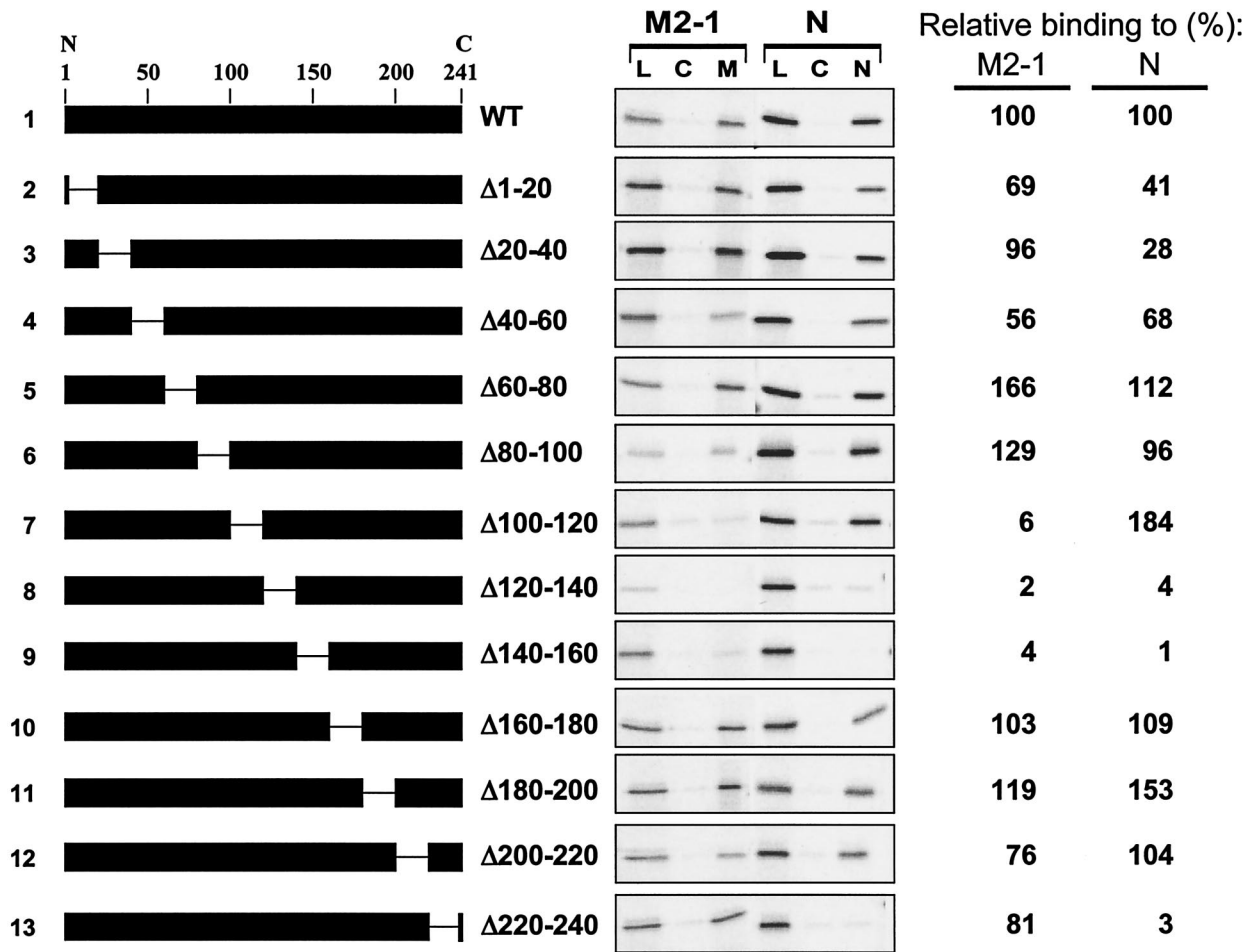 M2-1 N Relative binding to (%):
N C L C M L C N M2-1 N
1 50 100 150 200 241
1 WT 100 100
2 Δ1-20 69 41
3 Δ20-40 96 28
4 Δ40-60 56 68
5 Δ60-80 166 112
6 Δ80-100 129 96
7 Δ100-120 6 184
8 Δ120-140 2 4
9 Δ140-160 4 1
10 Δ160-180 103 109
11 Δ180-200 119 153
12 Δ200-220 76 104
13 Δ220-240 81 3